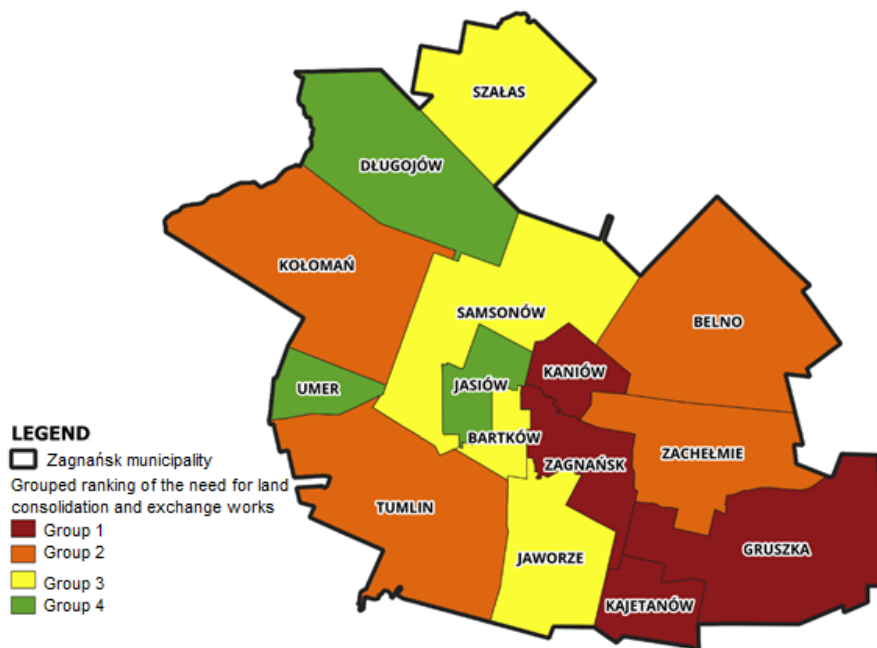 SZAŁAS
DŁUGOJÓW
KOŁOMAŃ
SAMSONÓW
BELNO
KANIÓW
JASIÓW
UMER
BARTKÓW
ZACHEŁMIE
ZAGNAŃSK
TUMLIN
GRUSZKA
JAWORZE
KAJETANÓW
LEGEND
Zagnańsk municipality
Grouped ranking of the need for land
consolidation and exchange works
Group 1
Group 2
Group 3
Group 4